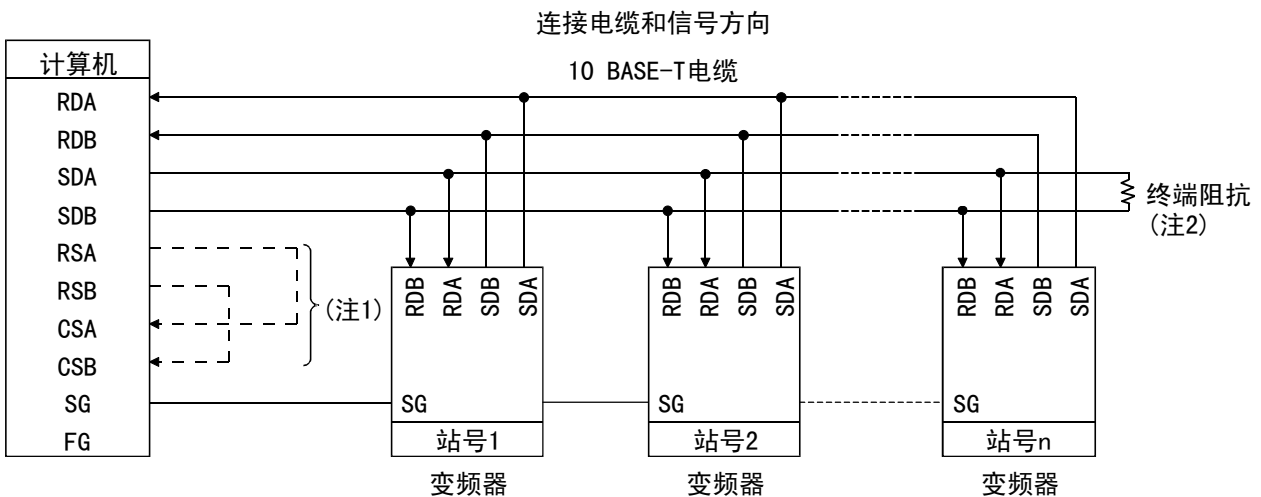 连接电缆和信号方向
10 BASE-T电缆
计算机
RDA
RDB
SDA
SDB
RSA
RSB
CSA
CSB
SG
FG
(注1)
终端阻抗
(注2)
RDB
RDA
SDB
SDA
SG
站号1
变频器
RDB
RDA
SDB
SDA
SG
站号2
变频器
RDB
RDA
SDB
SDA
SG
站号n
变频器